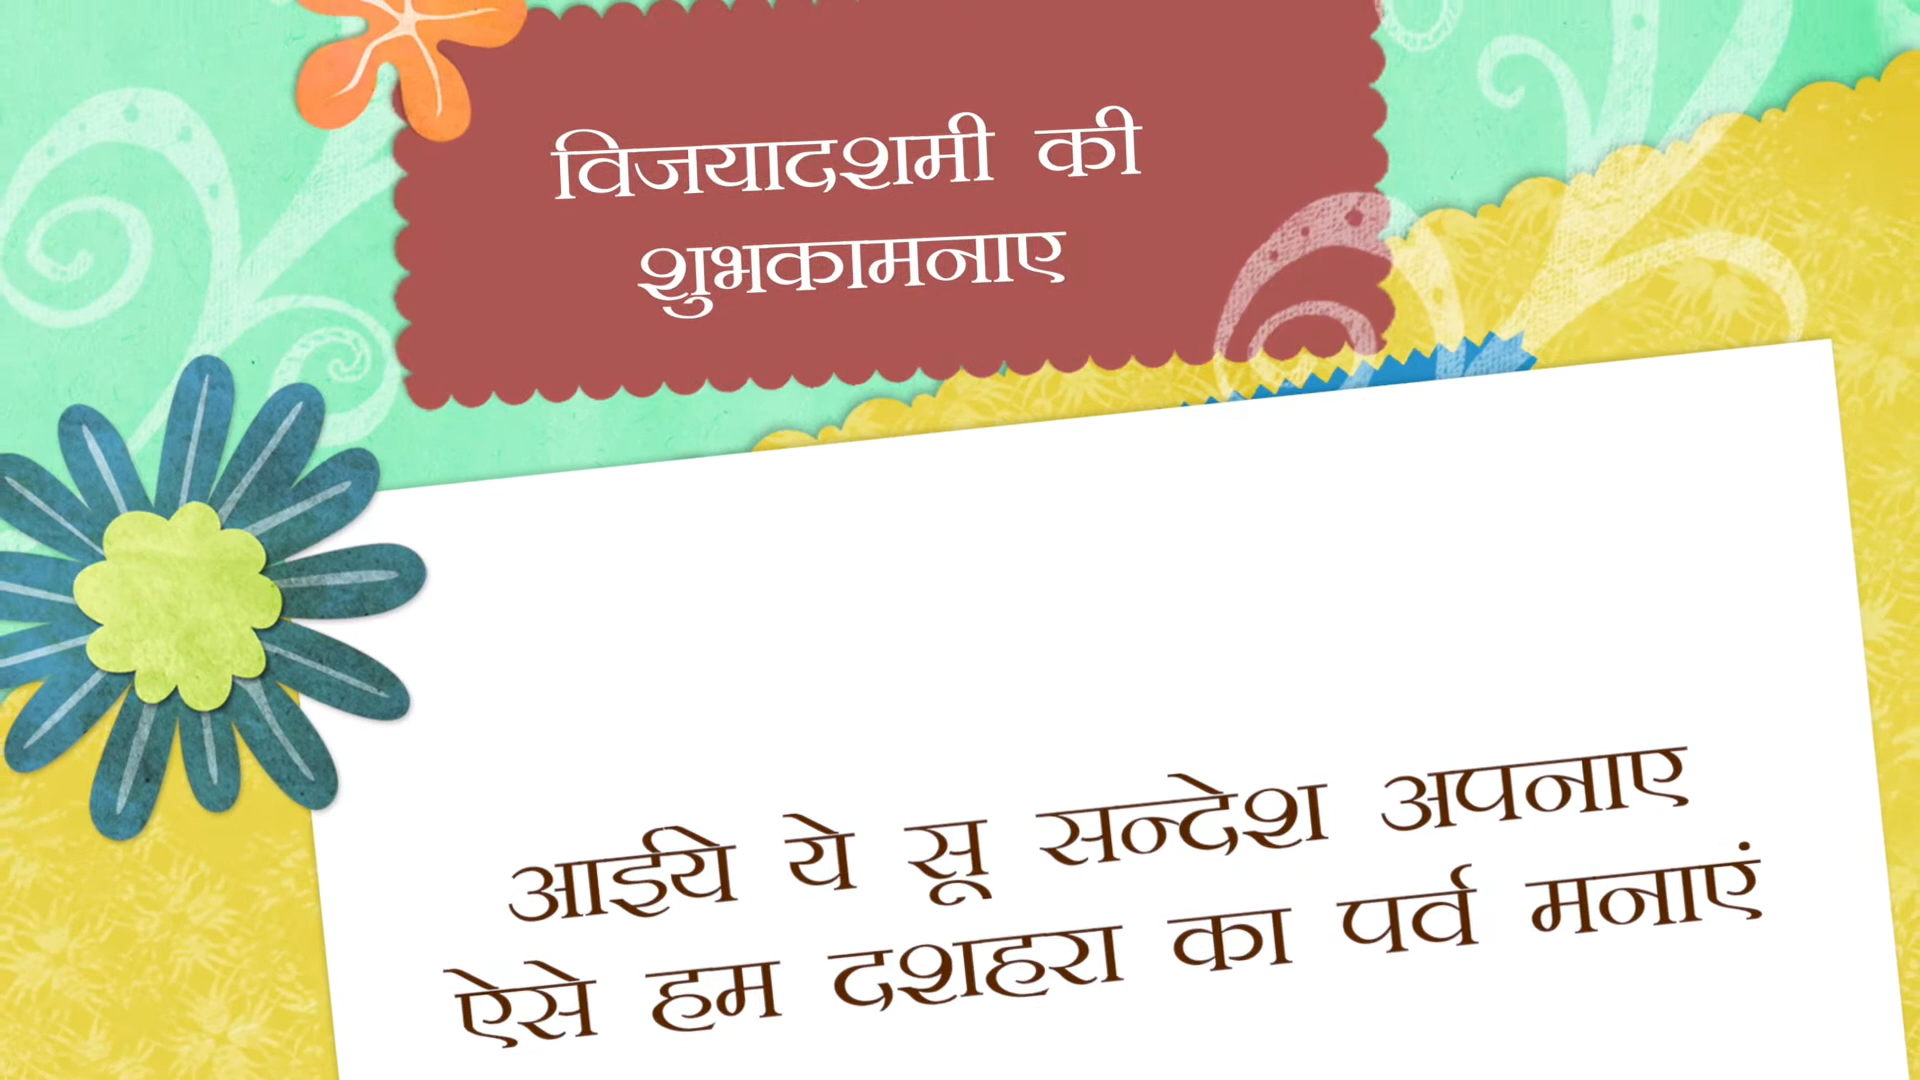 विजयादशमी की
शुभकामनाए
आईये ये सू सन्देश अपनाए
ऐसे हम दशहरा का पर्व मनाएं